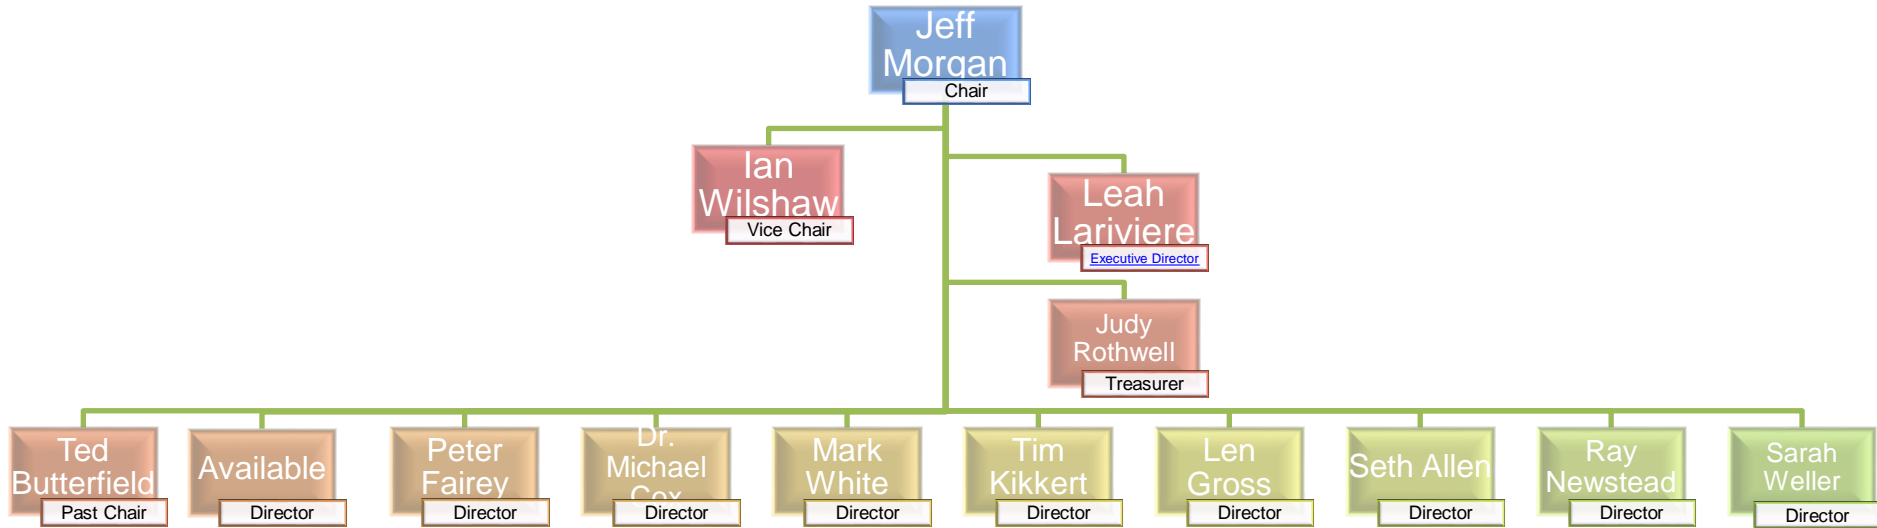 Jeff
Morgan
Chair
Ian
Wilshaw
Vice Chair
Leah
Lariviere
Executive Director
Judy
Rothwell
Treasurer
Ted
Butterfield
Past Chair
Available
Director
Peter
Fairey
Director
Dr.
Michael
Cox
Director
Mark
White
Director
Tim
Kikkert
Director
Len
Gross
Director
Seth Allen
Director
Ray
Newstead
Director
Sarah
Weller
Director